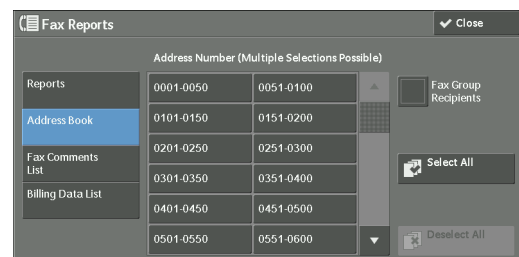 Fax Reports
Close
Address Number (Multiple Selections Possible)
Reports
Address Book
Fax Comments
List
Billing Data List
0001-0050 0051-0100
0101-0150 0151-0200
0201-0250 0251-0300
0301-0350 0351-0400
0401-0450 0451-0500
0501-0550 0551-0600
Fax Group
Recipients
Select All
Deselect All